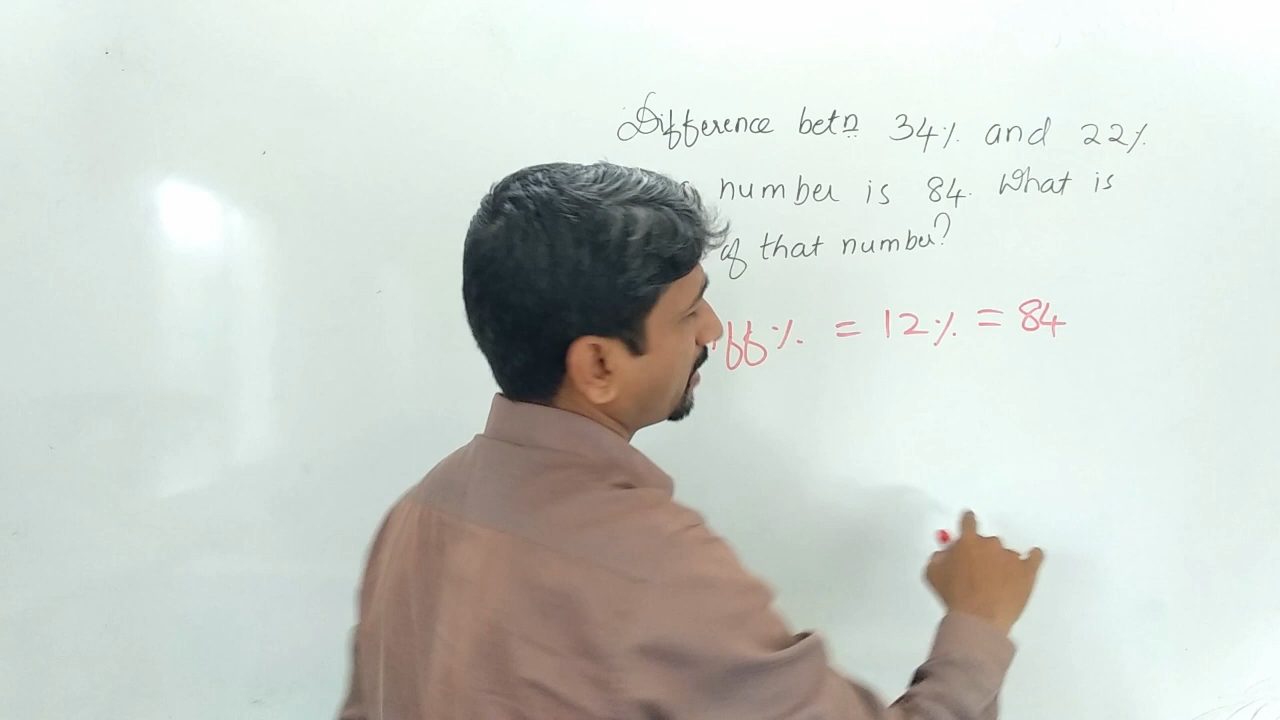 Difference betn 34% and 22%
number is 84. What is
of that number?
% = 12% = 84